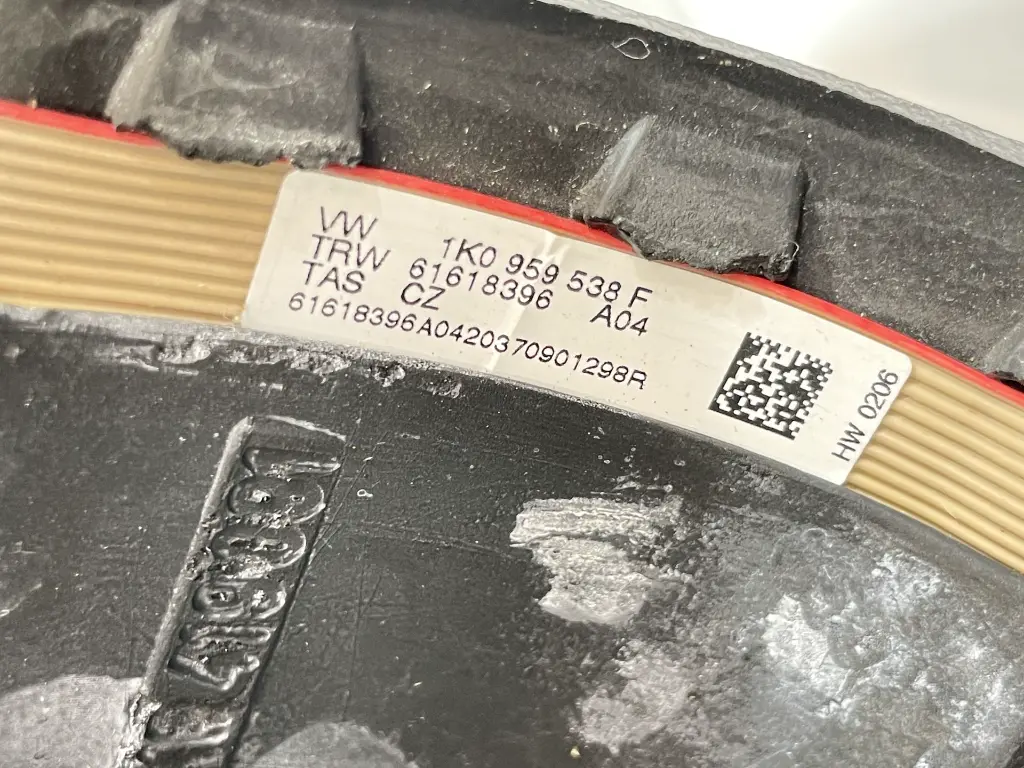 VW 1K0 959 538 F
TRW 61618396 A04
TAS CZ
61618396A0420370901298R
HW 0206